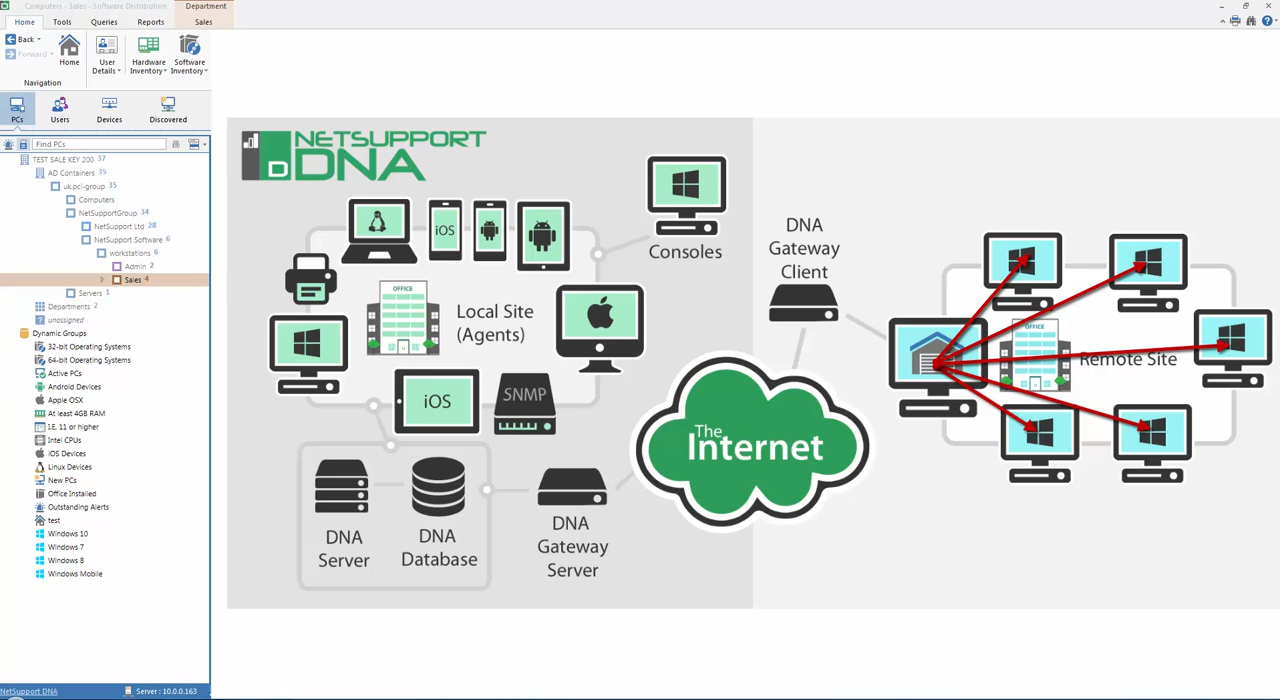 Computers - Sales - Software Distribution
Department
Home Tools Queries Reports Sales
Back
Forward
Home
User Details
Hardware Inventory
Software Inventory
Navigation
PCs Users Devices Discovered
Find PCs
TEST SALE KEY 200 37
AD Containers 35
uk.pci-group 35
Computers
NetSupportGroup 34
NetSupport Ltd 28
NetSupport Software 6
workstations 6
Admin 2
Sales 4
Servers 1
Departments 2
unassigned
Dynamic Groups
32-bit Operating Systems
64-bit Operating Systems
Active PCs
Android Devices
Apple OSX
At least 4GB RAM
I.E. 11 or higher
Intel CPUs
iOS Devices
Linux Devices
New PCs
Office Installed
Outstanding Alerts
test
Windows 10
Windows 7
Windows 8
Windows Mobile
NetSupport DNA
Server : 10.0.0.163
NETSUPPORT
DNA
D
iOS
Consoles
OFFICE
Local Site
(Agents)
iOS
SNMP
DNA
Server
DNA
Database
DNA
Gateway
Server
The
Internet
DNA
Gateway
Client
OFFICE
Remote Site